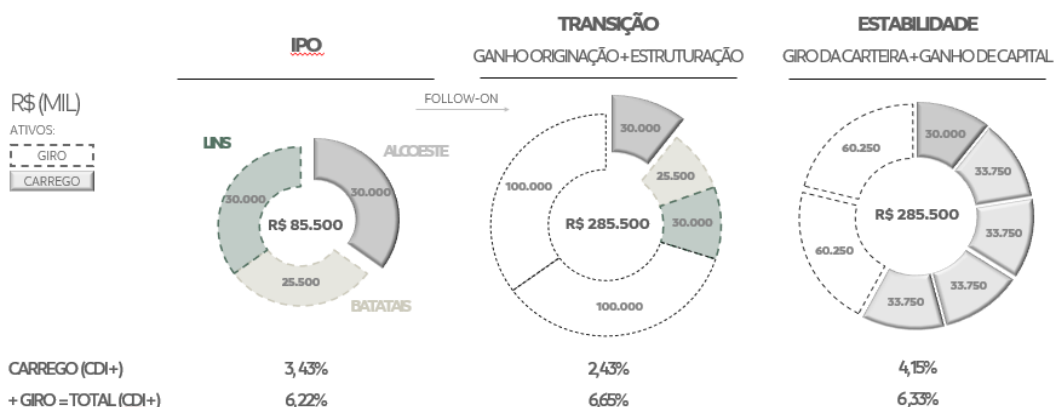 IPO
TRANSIÇÃO
GANHO ORIGINAÇÃO + ESTRUTURAÇÃO
ESTABILIDADE
GIRO DA CARTEIRA + GANHO DE CAPITAL
R$ (MIL)
ATIVOS:
GIRO
CARREGO
FOLLOW-ON
LINS
ALCOESTE
30.000
30.000
R$ 85.500
25.500
BATATAIS
30.000
25.500
100.000
R$ 285.500
30.000
100.000
30.000
60.250
33.750
R$ 285.500
33.750
60.250
33.750
33.750
CARREGO (CDI+)
3,43%
2,43%
4,15%
+ GIRO = TOTAL (CDI+)
6,22%
6,65%
6,33%